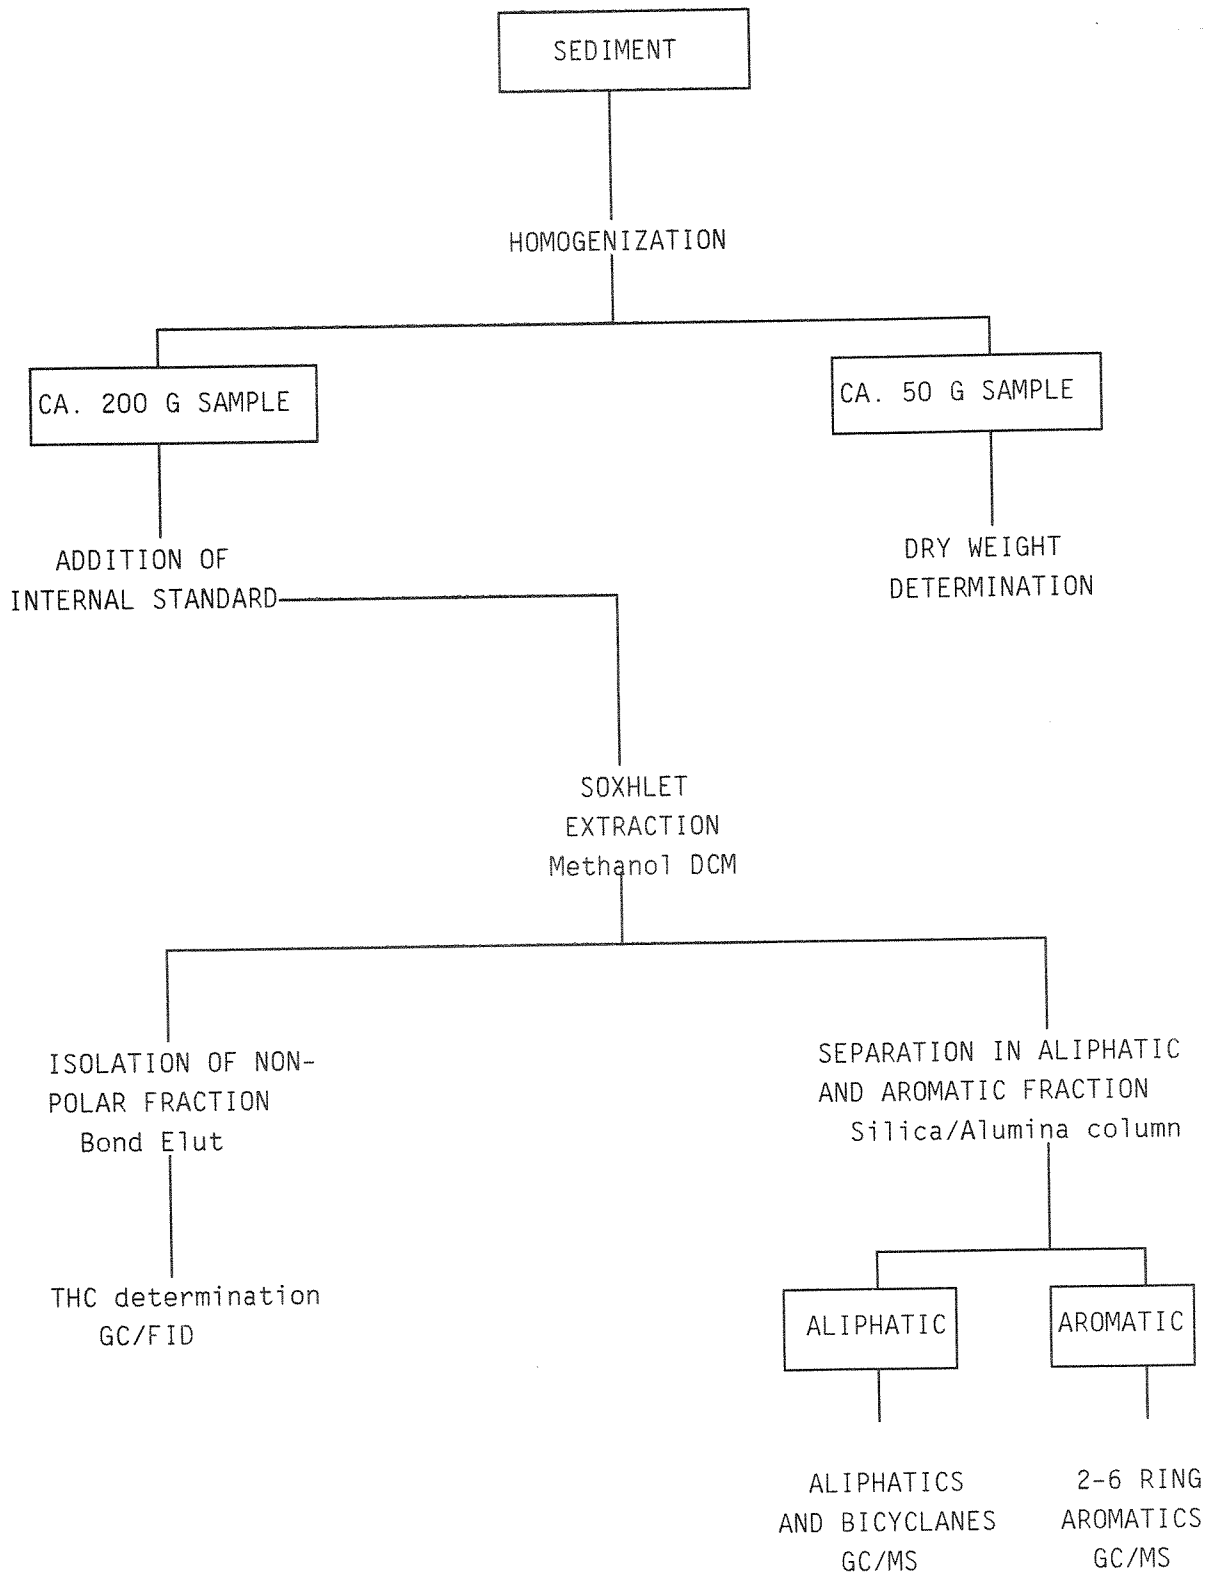 SEDIMENT
HOMOGENIZATION
CA. 200 G SAMPLE
CA. 50 G SAMPLE
ADDITION OF
INTERNAL STANDARD
DRY WEIGHT
DETERMINATION
SOXHLET
EXTRACTION
Methanol DCM
ISOLATION OF NON-
POLAR FRACTION
Bond Elut
SEPARATION IN ALIPHATIC
AND AROMATIC FRACTION
Silica/Alumina column
THC determination
GC/FID
ALIPHATIC
AROMATIC
ALIPHATICS
AND BICYCLANES
GC/MS
2-6 RING
AROMATICS
GC/MS